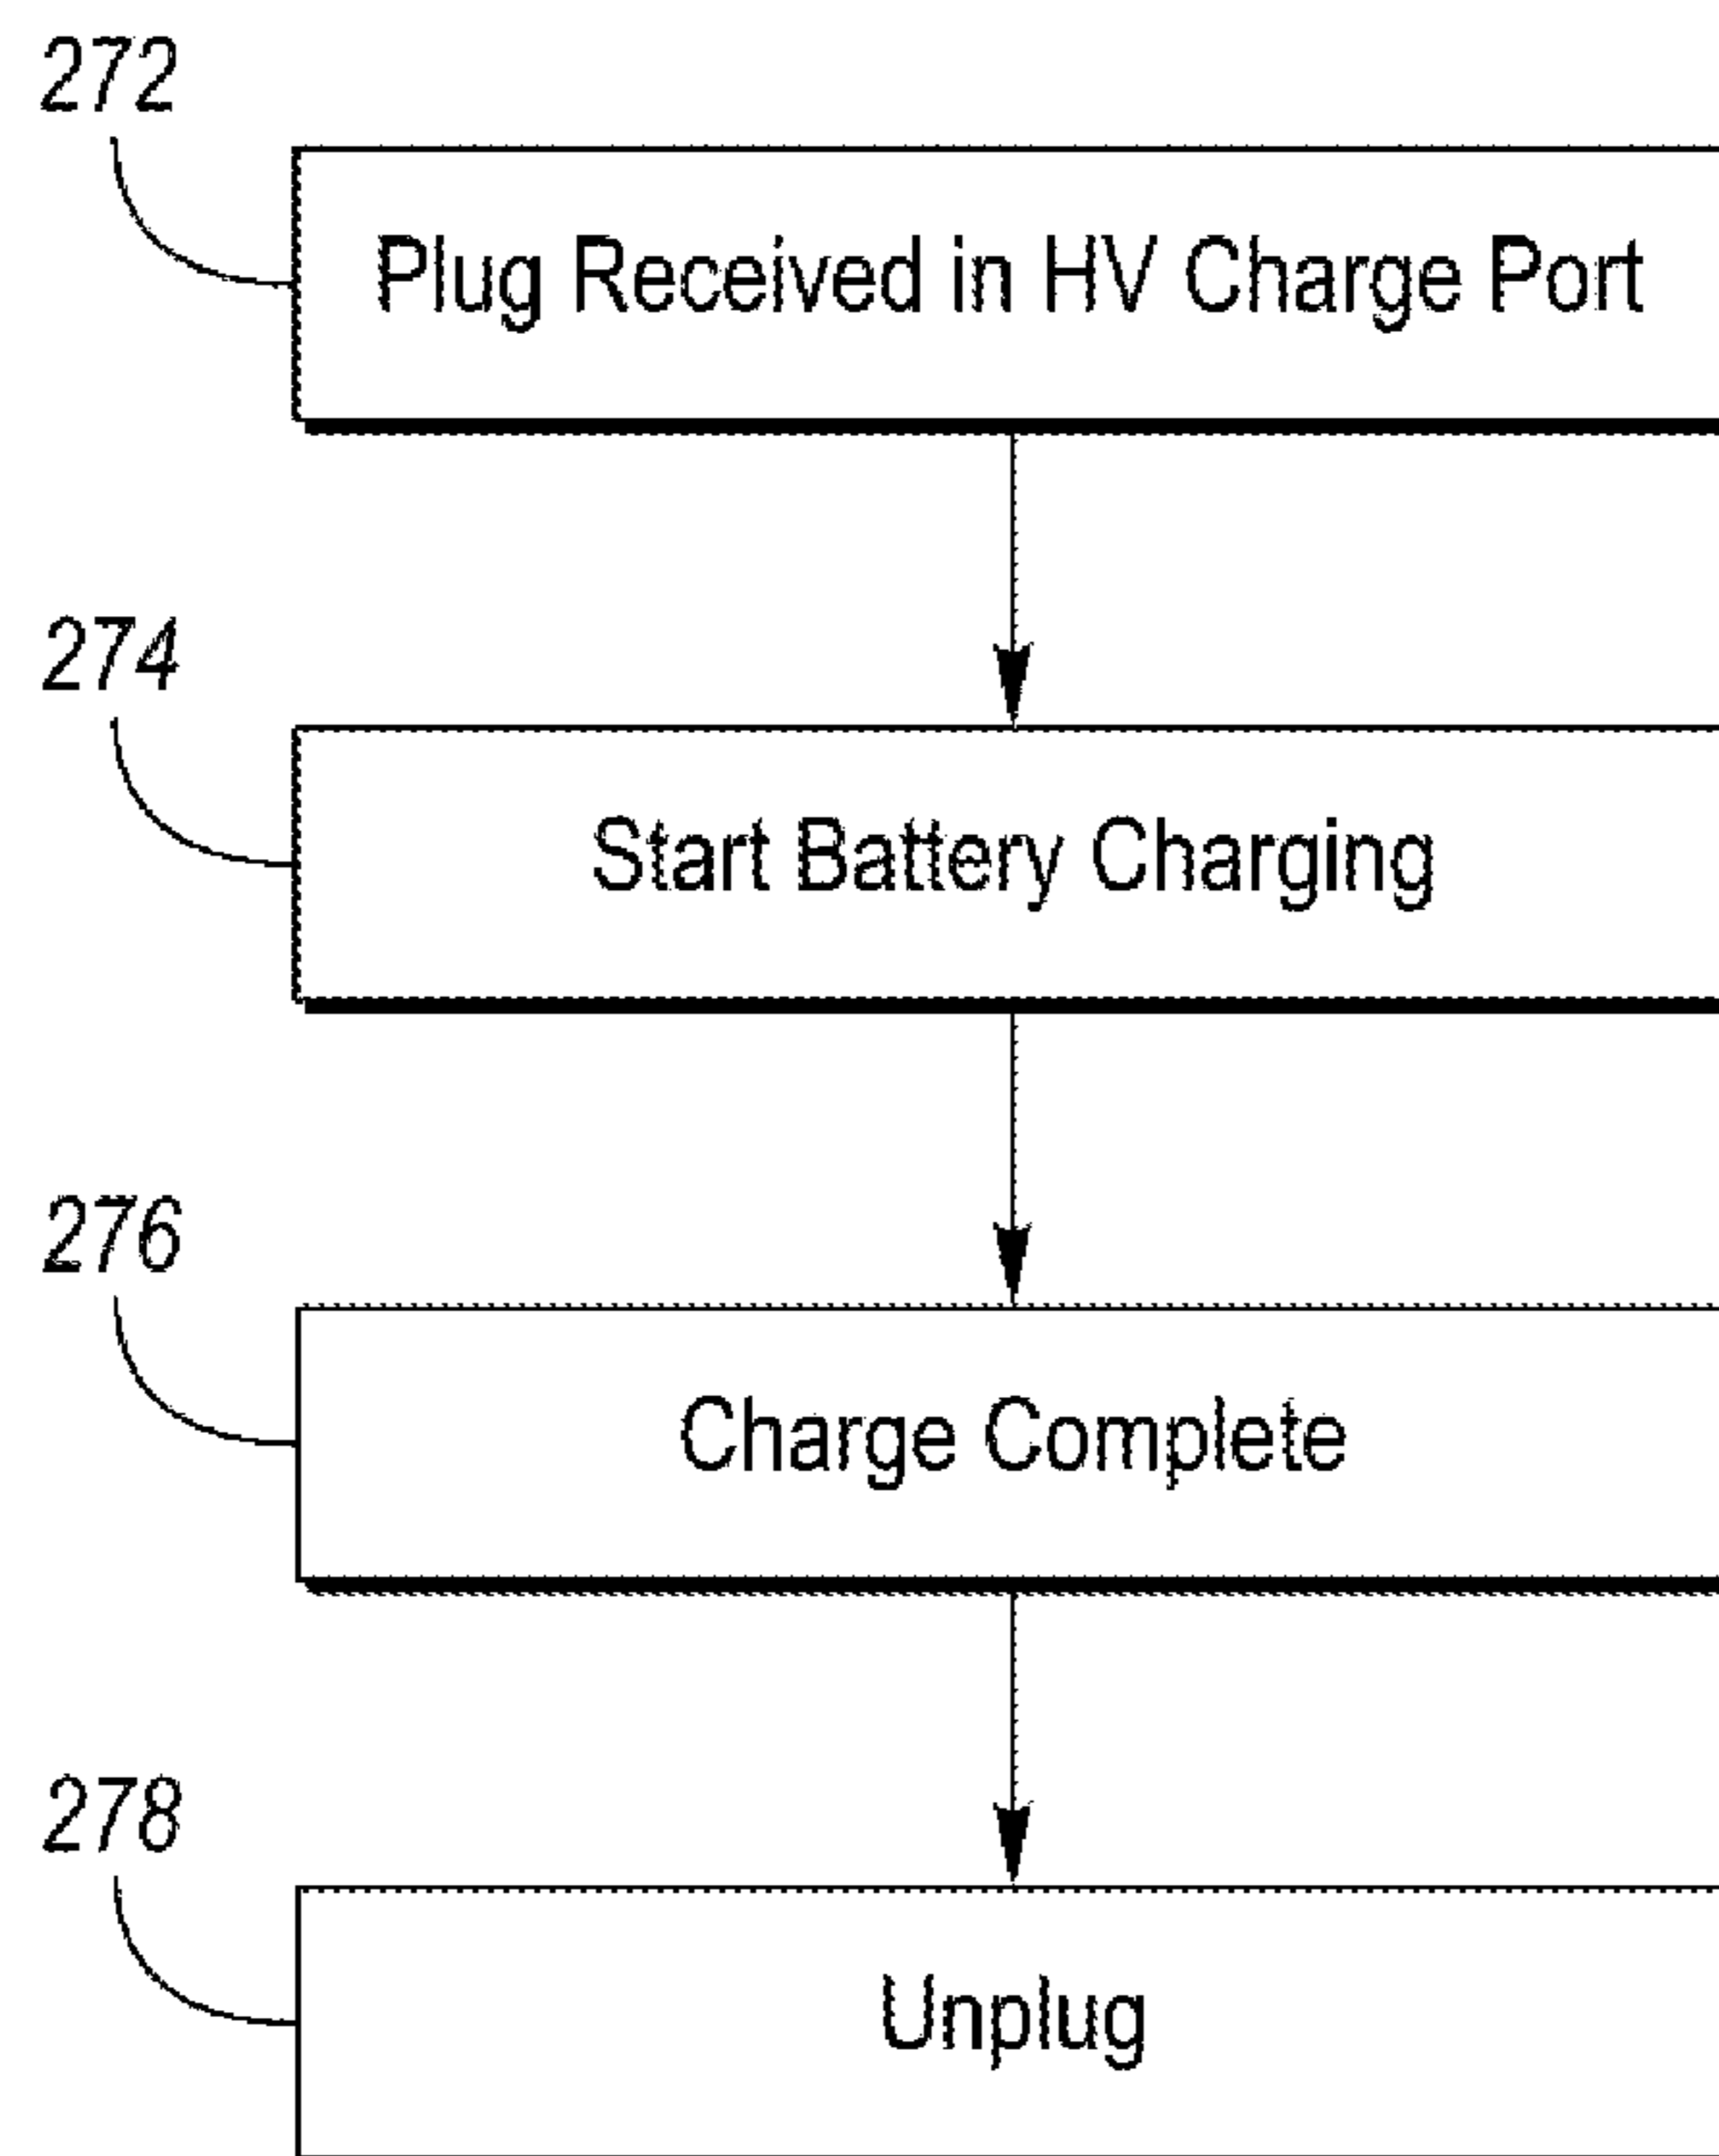 272
Plug Received in HV Charge Port
274
Start Battery Charging
276
Charge Complete
278
Unplug